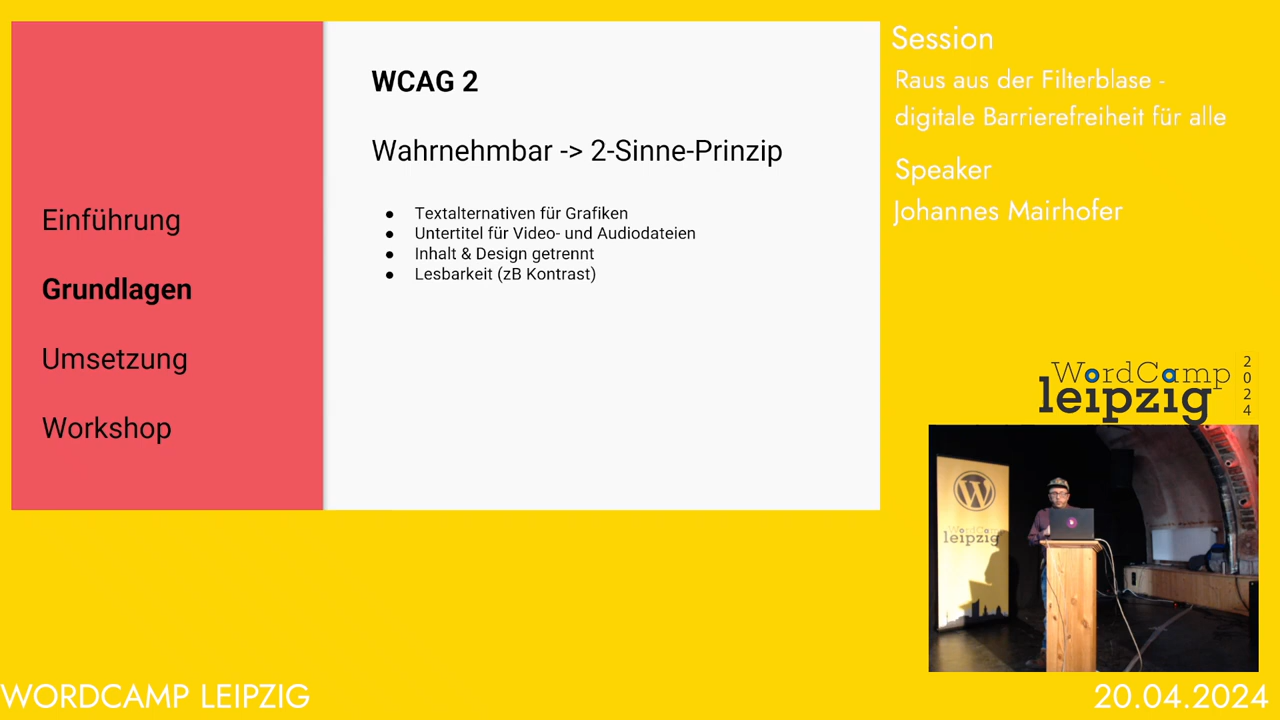 Einführung
Grundlagen
Umsetzung
Workshop
WCAG 2
Wahrnehmbar -> 2-Sinne-Prinzip
● Textalternativen für Grafiken
● Untertitel für Video- und Audiodateien
● Inhalt & Design getrennt
● Lesbarkeit (zB Kontrast)
Session
Raus aus der Filterblase -
digitale Barrierefreiheit für alle
Speaker
Johannes Mairhofer
WordCamp
leipzig
2024
WordCamp
leipzig
WORDCAMP LEIPZIG
20.04.2024